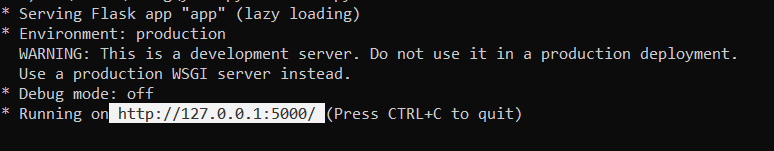 * Serving Flask app "app" (lazy loading)
* Environment: production
WARNING: This is a development server. Do not use it in a production deployment.
Use a production WSGI server instead.
* Debug mode: off
* Running on http://127.0.0.1:5000/ (Press CTRL+C to quit)